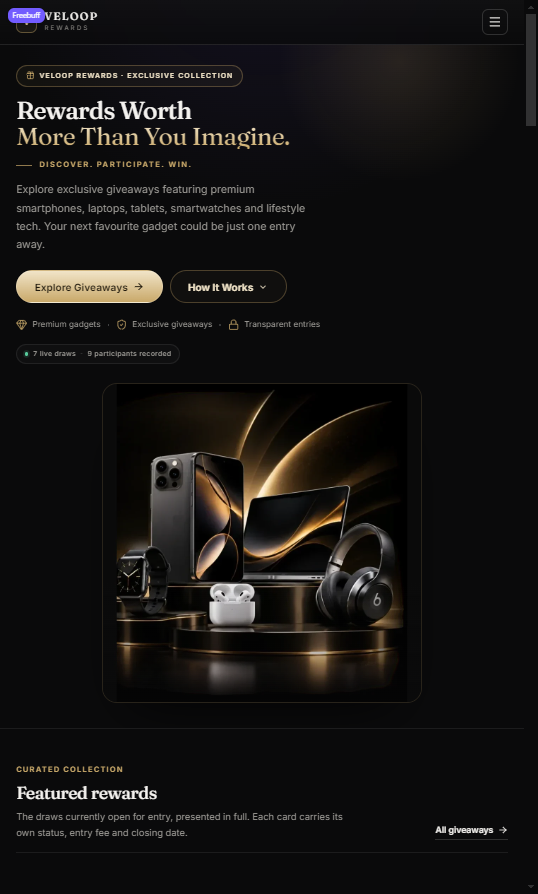 Freebuff
VELOOP
REWARDS
VELOOP REWARDS · EXCLUSIVE COLLECTION
Rewards Worth
More Than You Imagine.
DISCOVER. PARTICIPATE. WIN.
Explore exclusive giveaways featuring premium
smartphones, laptops, tablets, smartwatches and lifestyle
tech. Your next favourite gadget could be just one entry
away.
Explore Giveaways →
How It Works
Premium gadgets · Exclusive giveaways · Transparent entries
7 live draws · 9 participants recorded
CURATED COLLECTION
Featured rewards
The draws currently open for entry, presented in full. Each card carries its
own status, entry fee and closing date.
All giveaways →